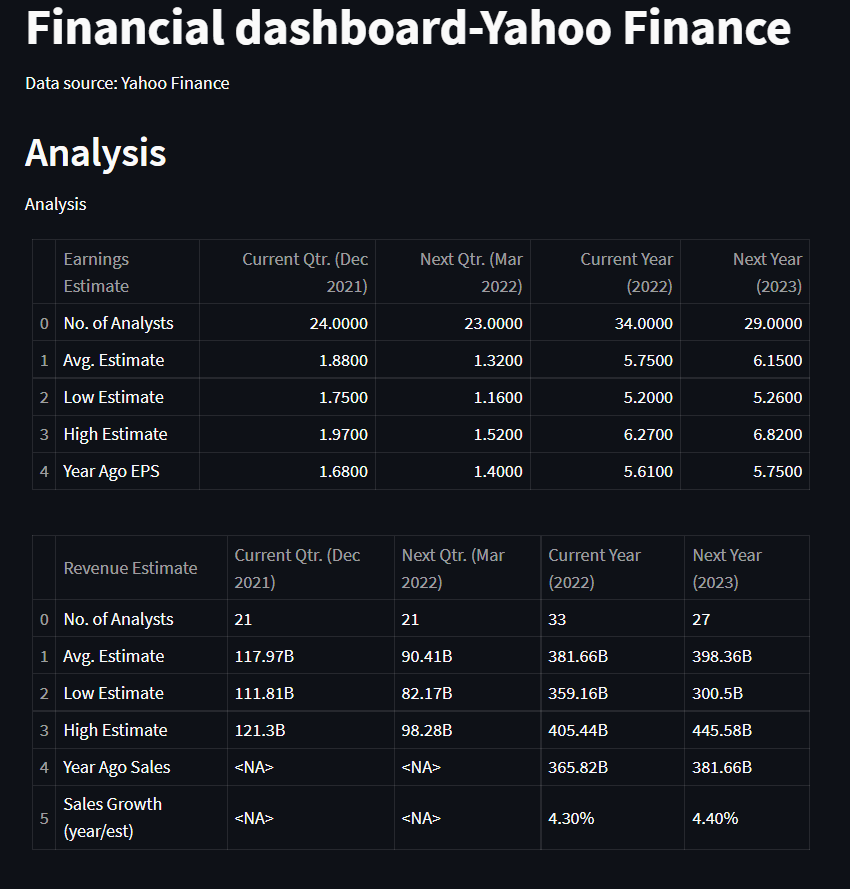 Financial dashboard-Yahoo Finance
Data source: Yahoo Finance
Analysis
Analysis
Earnings Estimate Current Qtr. (Dec 2021) Next Qtr. (Mar 2022) Current Year (2022) Next Year (2023)
0 No. of Analysts 24.0000 23.0000 34.0000 29.0000
1 Avg. Estimate 1.8800 1.3200 5.7500 6.1500
2 Low Estimate 1.7500 1.1600 5.2000 5.2600
3 High Estimate 1.9700 1.5200 6.2700 6.8200
4 Year Ago EPS 1.6800 1.4000 5.6100 5.7500
Revenue Estimate Current Qtr. (Dec 2021) Next Qtr. (Mar 2022) Current Year (2022) Next Year (2023)
0 No. of Analysts 21 21 33 27
1 Avg. Estimate 117.97B 90.41B 381.66B 398.36B
2 Low Estimate 111.81B 82.17B 359.16B 300.5B
3 High Estimate 121.3B 98.28B 405.44B 445.58B
4 Year Ago Sales <NA> <NA> 365.82B 381.66B
5 Sales Growth (year/est) <NA> <NA> 4.30% 4.40%